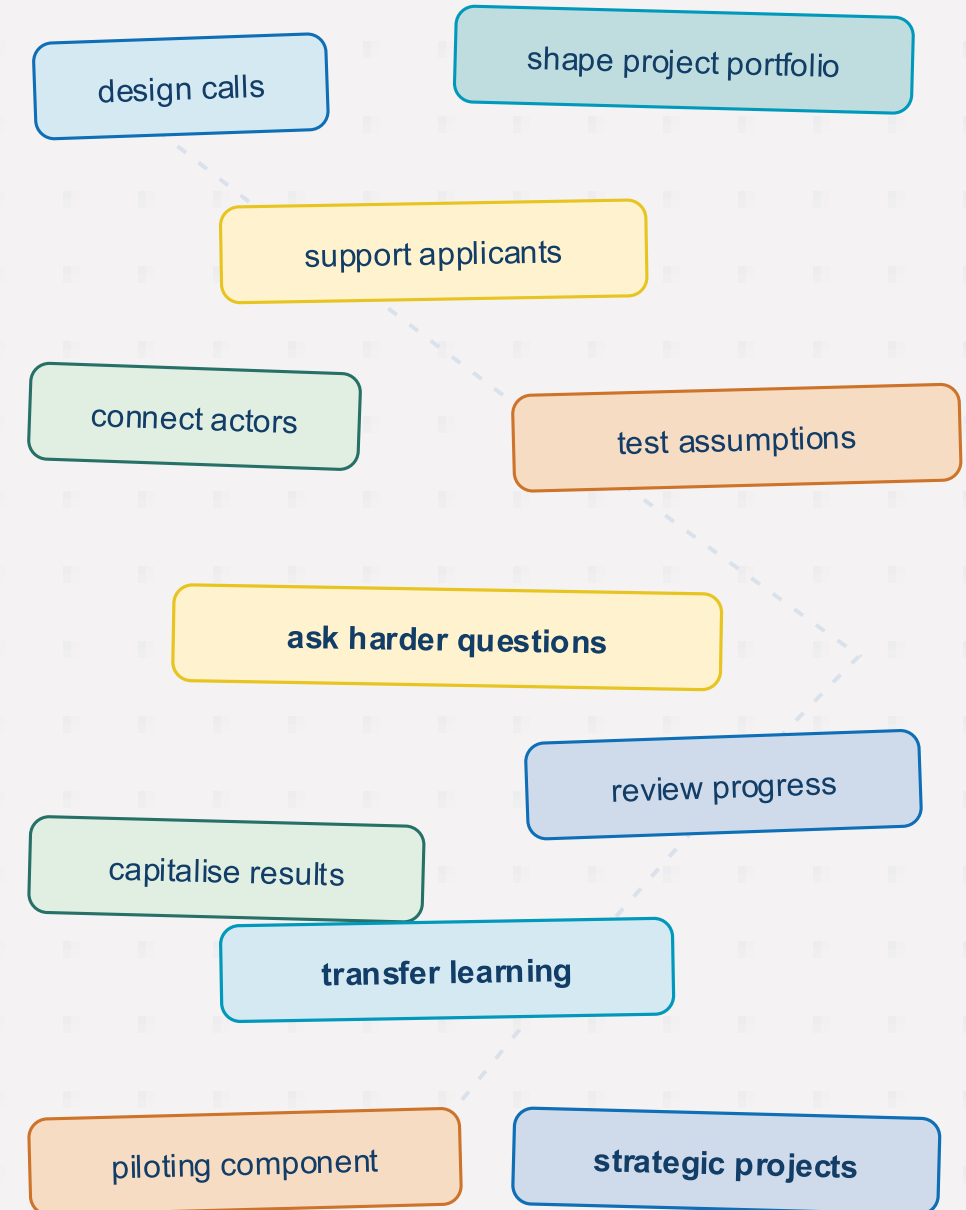 design calls
shape project portfolio
support applicants
connect actors
test assumptions
ask harder questions
review progress
capitalise results
transfer learning
piloting component
strategic projects